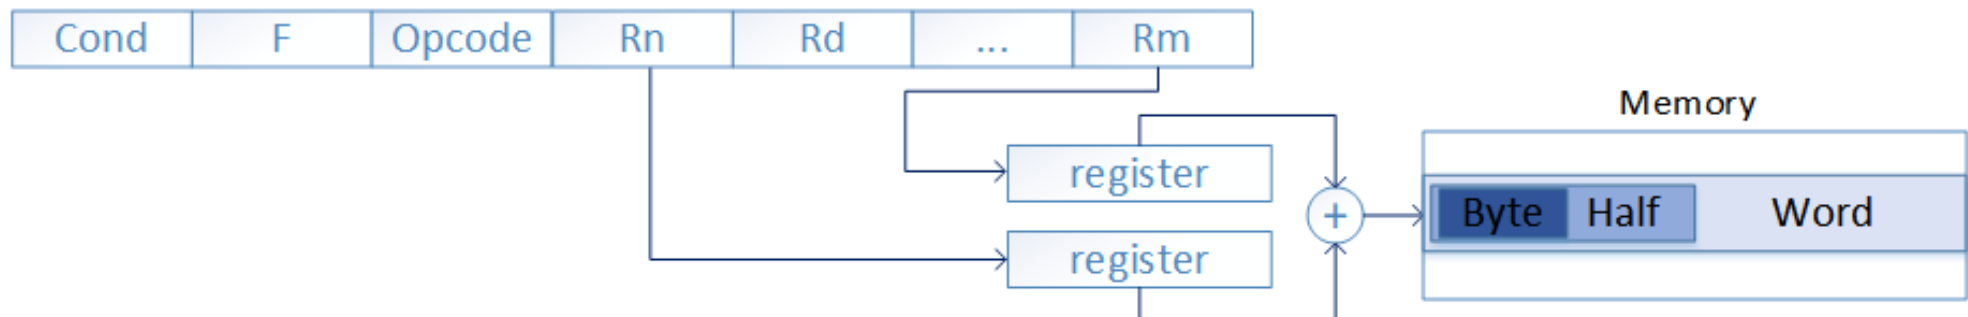 Cond F Opcode Rn Rd ... Rm
Memory
register
+
Byte Half Word
register